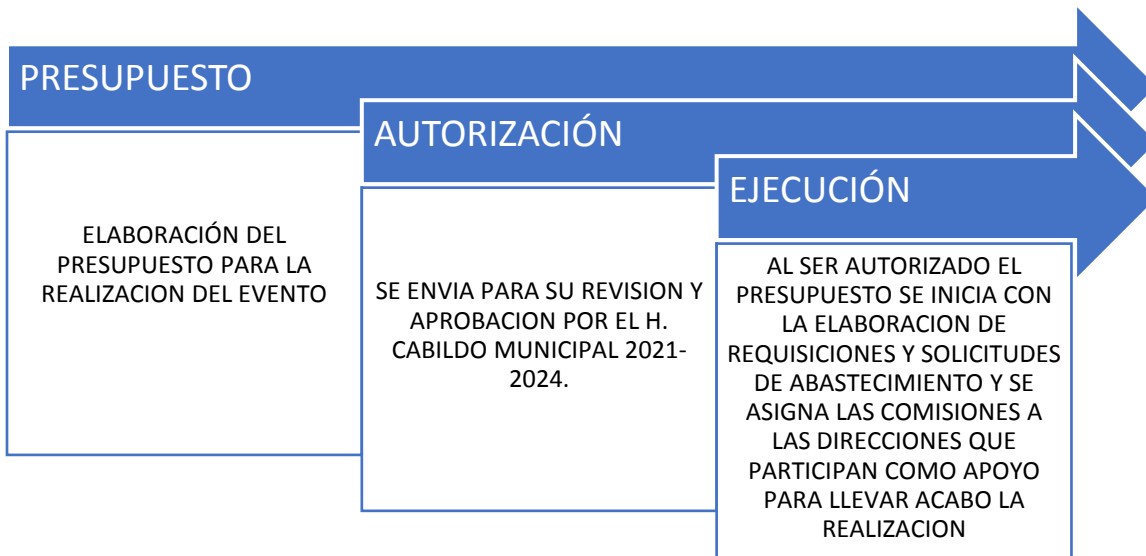 PRESUPUESTO
ELABORACIÓN DEL
PRESUPUESTO PARA LA
REALIZACION DEL EVENTO
AUTORIZACIÓN
SE ENVIA PARA SU REVISION Y
APROBACION POR EL H.
CABILDO MUNICIPAL 2021-
2024.
EJECUCIÓN
AL SER AUTORIZADO EL
PRESUPUESTO SE INICIA CON
LA ELABORACION DE
REQUISICIONES Y SOLICITUDES
DE ABASTECIMIENTO Y SE
ASIGNA LAS COMISIONES A
LAS DIRECCIONES QUE
PARTICIPAN COMO APOYO
PARA LLEVAR ACABO LA
REALIZACION